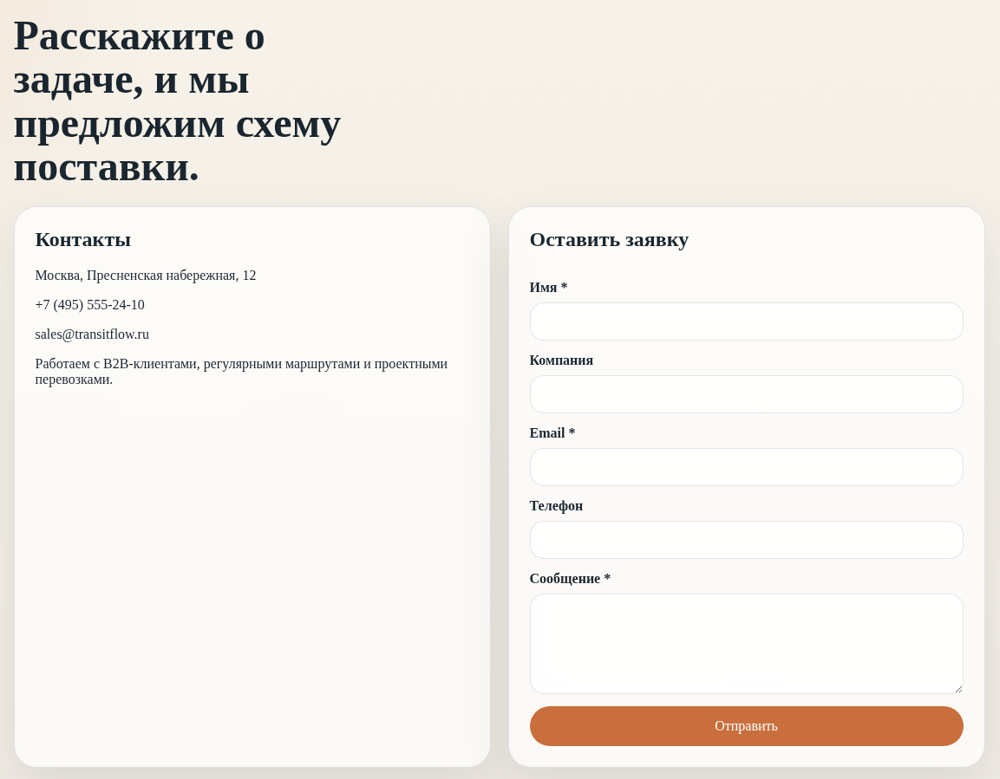 Расскажите о
задаче, и мы
предложим схему
поставки.
Контакты
Москва, Пресненская набережная, 12
+7 (495) 555-24-10
sales@transitflow.ru
Работаем с B2B-клиентами, регулярными маршрутами и проектными
перевозками.
Оставить заявку
Имя *
Компания
Email *
Телефон
Сообщение *
Отправить